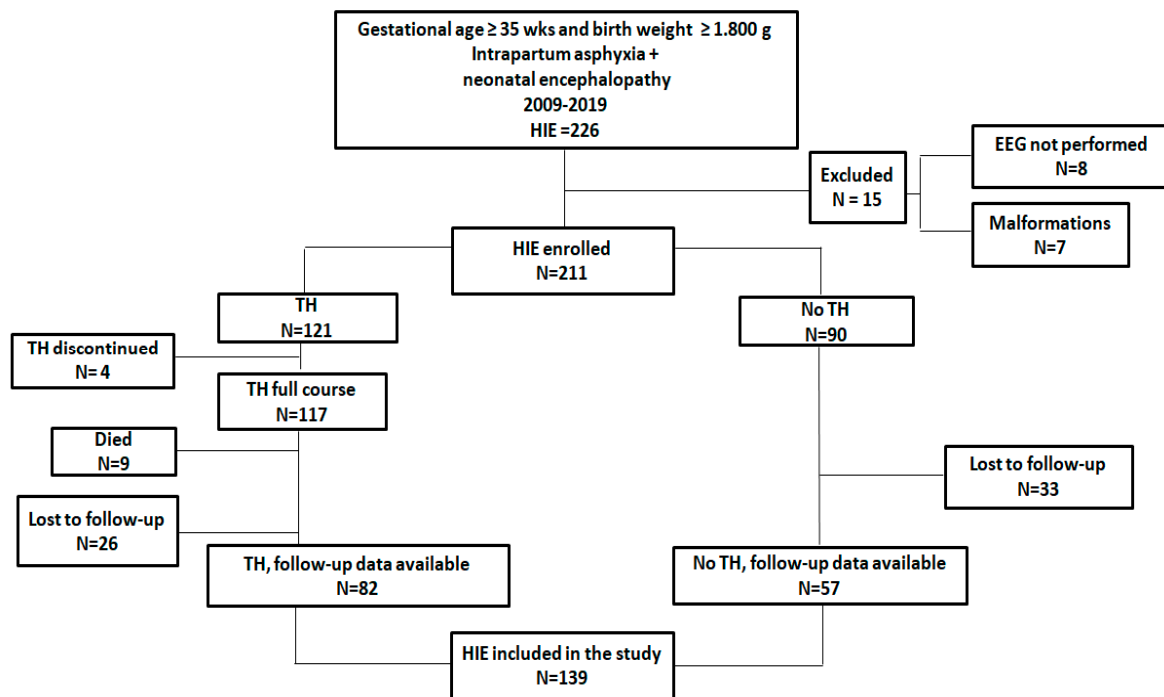 Gestational age ≥ 35 wks and birth weight ≥ 1.800 g
Intrapartum asphyxia +
neonatal encephalopathy
2009-2019
HIE =226
EEG not performed
N=8
Excluded
N = 15
Malformations
N=7
HIE enrolled
N=211
TH
N=121
No TH
N=90
TH discontinued
N= 4
TH full course
N=117
Died
N=9
Lost to follow-up
N=33
Lost to follow-up
N=26
TH, follow-up data available
N=82
No TH, follow-up data available
N=57
HIE included in the study
N=139